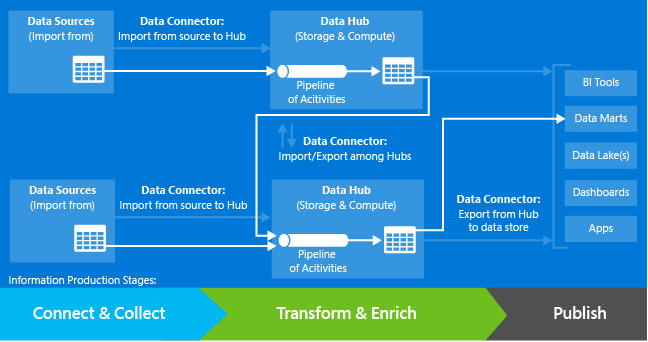 Data Sources
(Import from)
Data Connector:
Import from source to Hub
Data Hub
(Storage & Compute)
Pipeline
of Acitivities
BI Tools
Data Marts
Data Lake(s)
Dashboards
Apps
Data Connector:
Import/Export among Hubs
Data Sources
(Import from)
Data Connector:
Import from source to Hub
Data Hub
(Storage & Compute)
Pipeline
of Acitivities
Data Connector:
Export from Hub
to data store
Information Production Stages:
Connect & Collect
Transform & Enrich
Publish